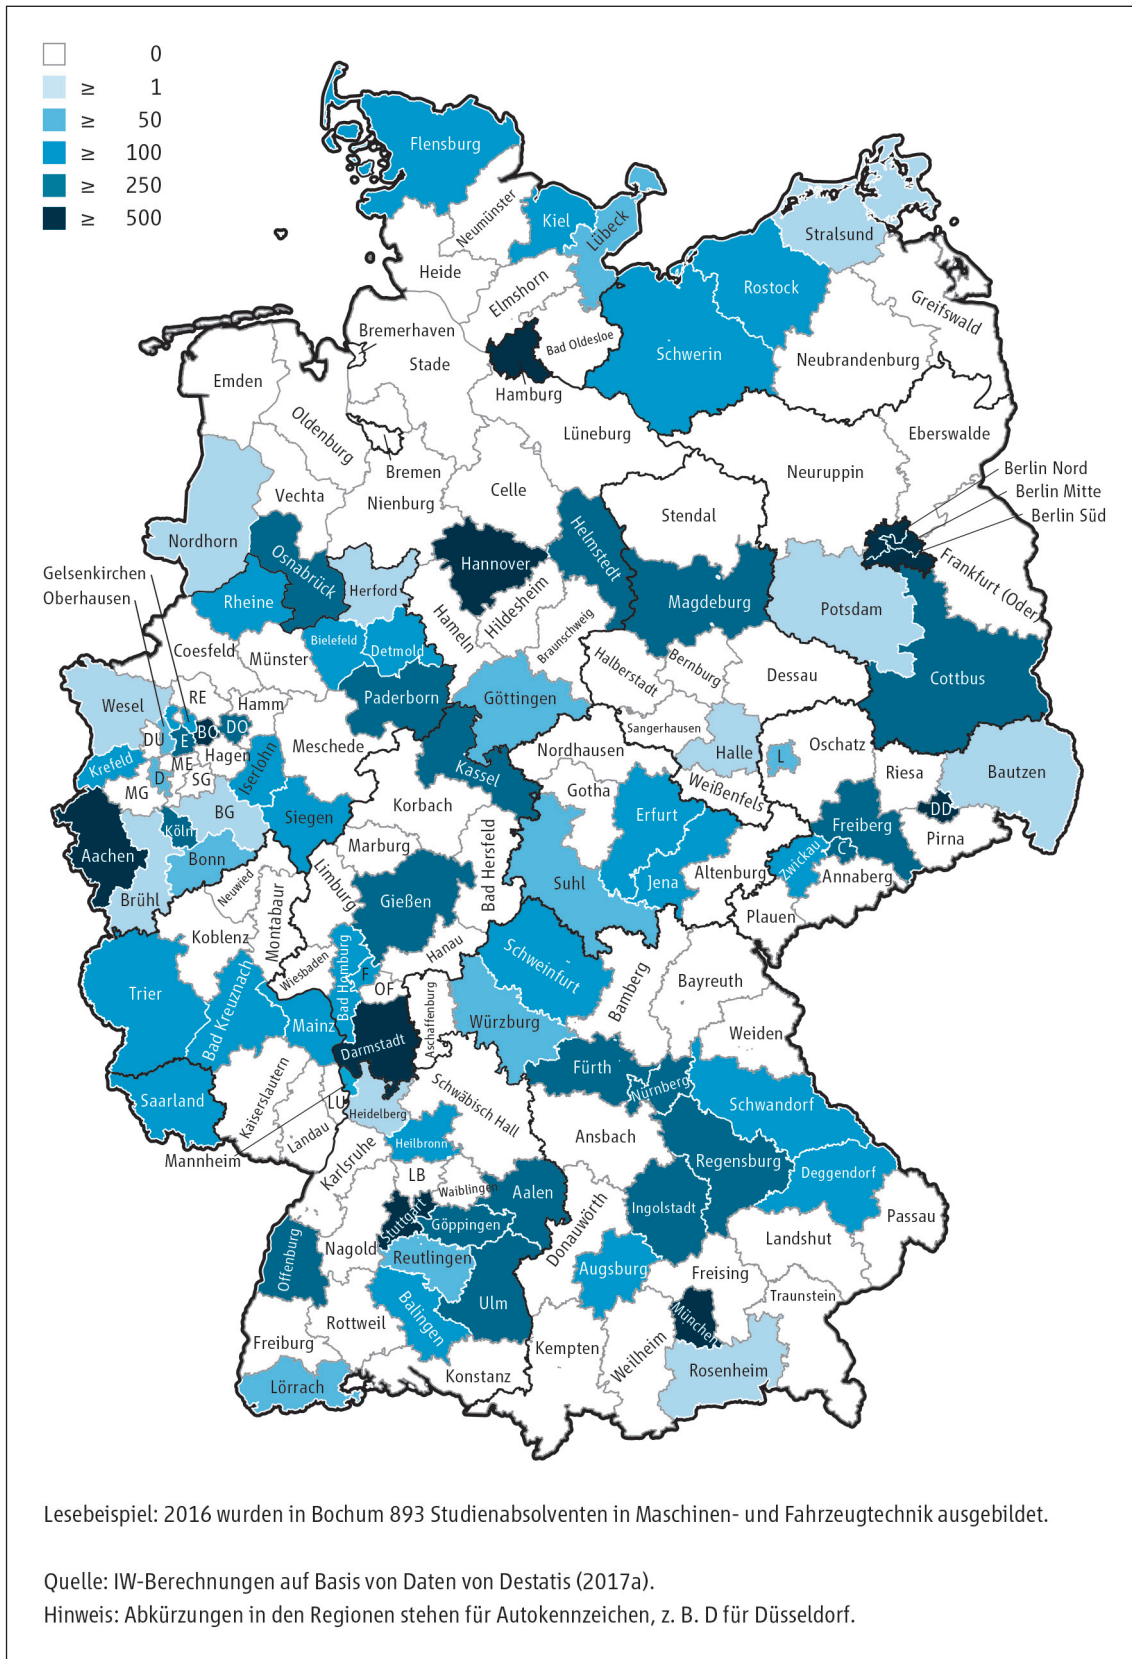 0
≥ 1
≥ 50
≥ 100
≥ 250
≥ 500
Flensburg
Neumünster
Kiel
Lübeck
Stralsund
Heide
Elmshorn
Rostock
Greifswald
Bremerhaven
Stade
Bad Oldesloe
Schwerin
Neubrandenburg
Emden
Hamburg
Oldenburg
Lüneburg
Eberswalde
Bremen
Neuruppin
Berlin Nord
Vechta
Nienburg
Celle
Berlin Mitte
Stendal
Berlin Süd
Nordhorn
Osnabrück
Hannover
Helmstedt
Gelsenkirchen
Oberhausen
Rheine
Herford
Hameln
Hildesheim
Braunschweig
Magdeburg
Potsdam
Frankfurt (Oder)
Coesfeld
Münster
Bielefeld
Detmold
Halberstadt
Bernburg
Dessau
Cottbus
Wesel
RE
Hamm
Paderborn
Göttingen
DU
E
BO
DO
Sangerhausen
Halle
L
Oschatz
Krefeld
ME
Hagen
Iserlohn
Meschede
Kassel
Nordhausen
Weißenfels
Riesa
Bautzen
D
SG
MG
BG
Siegen
Korbach
Gotha
Erfurt
Freiberg
DD
Pirna
Köln
Aachen
Bonn
Marburg
Bad Hersfeld
Zwickau
C
Brühl
Neuwied
Limburg
Gießen
Suhl
Jena
Altenburg
Annaberg
Plauen
Koblenz
Montabaur
Wiesbaden
Bad Homburg
F
Hanau
OF
Schweinfurt
Bamberg
Bayreuth
Trier
Bad Kreuznach
Mainz
Darmstadt
Aschaffenburg
Würzburg
Weiden
Fürth
Nürnberg
Saarland
Kaiserslautern
Landau
LU
Heidelberg
Schwäbisch Hall
Schwandorf
Mannheim
Karlsruhe
Heilbronn
Ansbach
Regensburg
Deggendorf
LB
Waiblingen
Aalen
Ingolstadt
Passau
Stuttgart
Göppingen
Donauwörth
Landshut
Offenburg
Nagold
Reutlingen
Augsburg
Freising
Traunstein
Balingen
Ulm
Rottweil
München
Freiburg
Kempten
Weilheim
Rosenheim
Lörrach
Konstanz
Lesebeispiel: 2016 wurden in Bochum 893 Studienabsolventen in Maschinen- und Fahrzeugtechnik ausgebildet.
Quelle: IW-Berechnungen auf Basis von Daten von Destatis (2017a).
Hinweis: Abkürzungen in den Regionen stehen für Autokennzeichen, z. B. D für Düsseldorf.